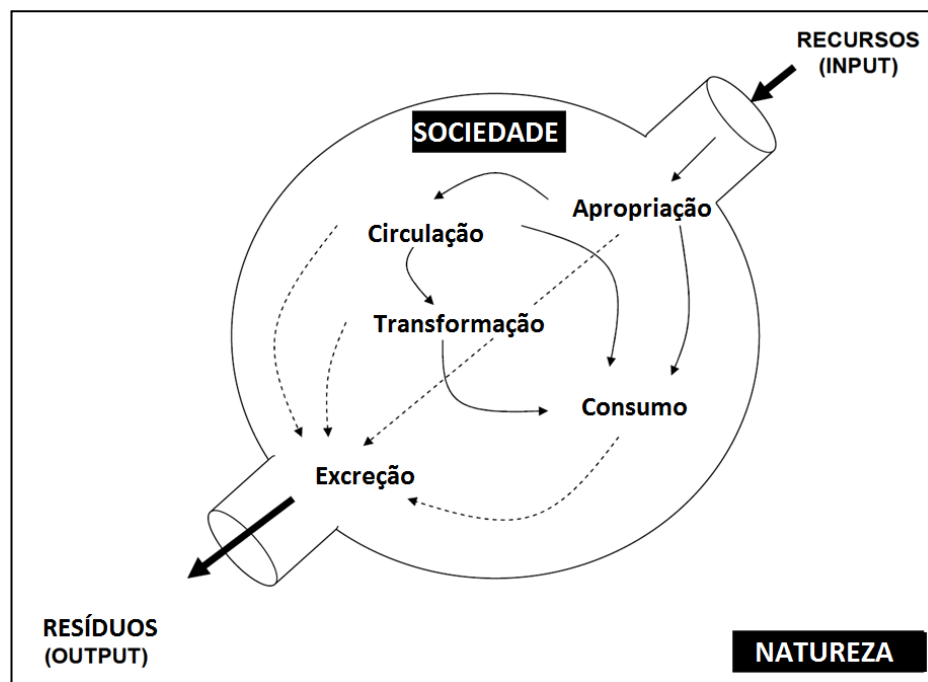 RECURSOS
(INPUT)
SOCIEDADE
Apropriação
Circulação
Transformação
Consumo
Excreção
RESÍDUOS
(OUTPUT)
NATUREZA